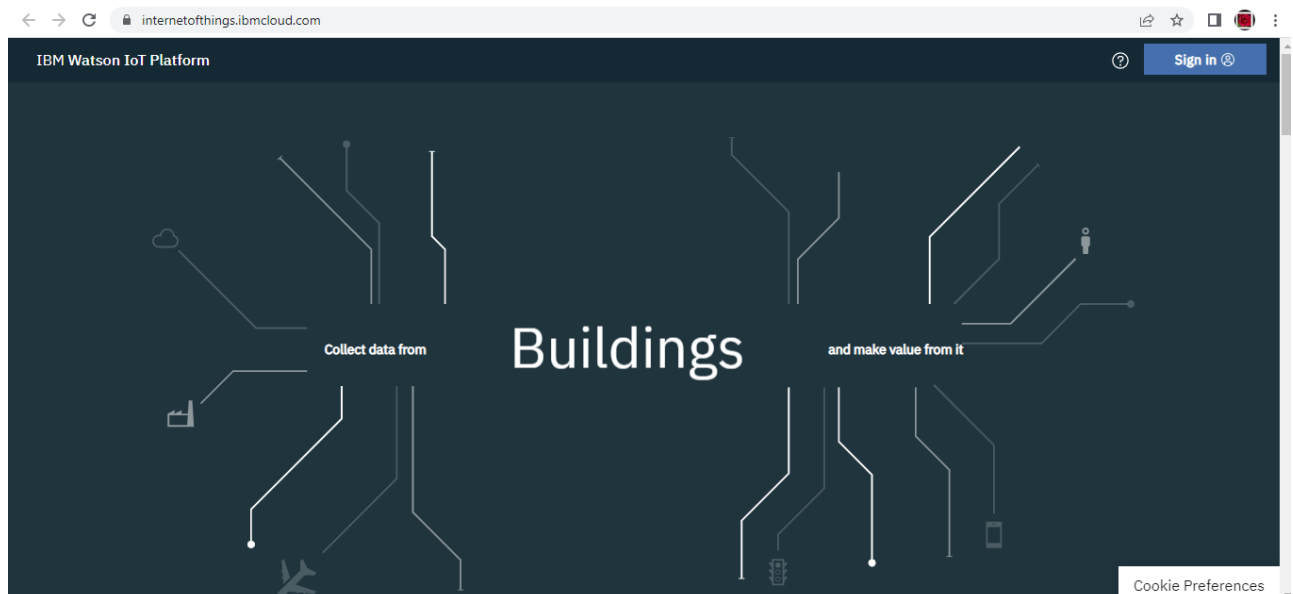 internetofthings.ibmcloud.com
IBM Watson IoT Platform
Sign in
Collect data from
Buildings
and make value from it
Cookie Preferences